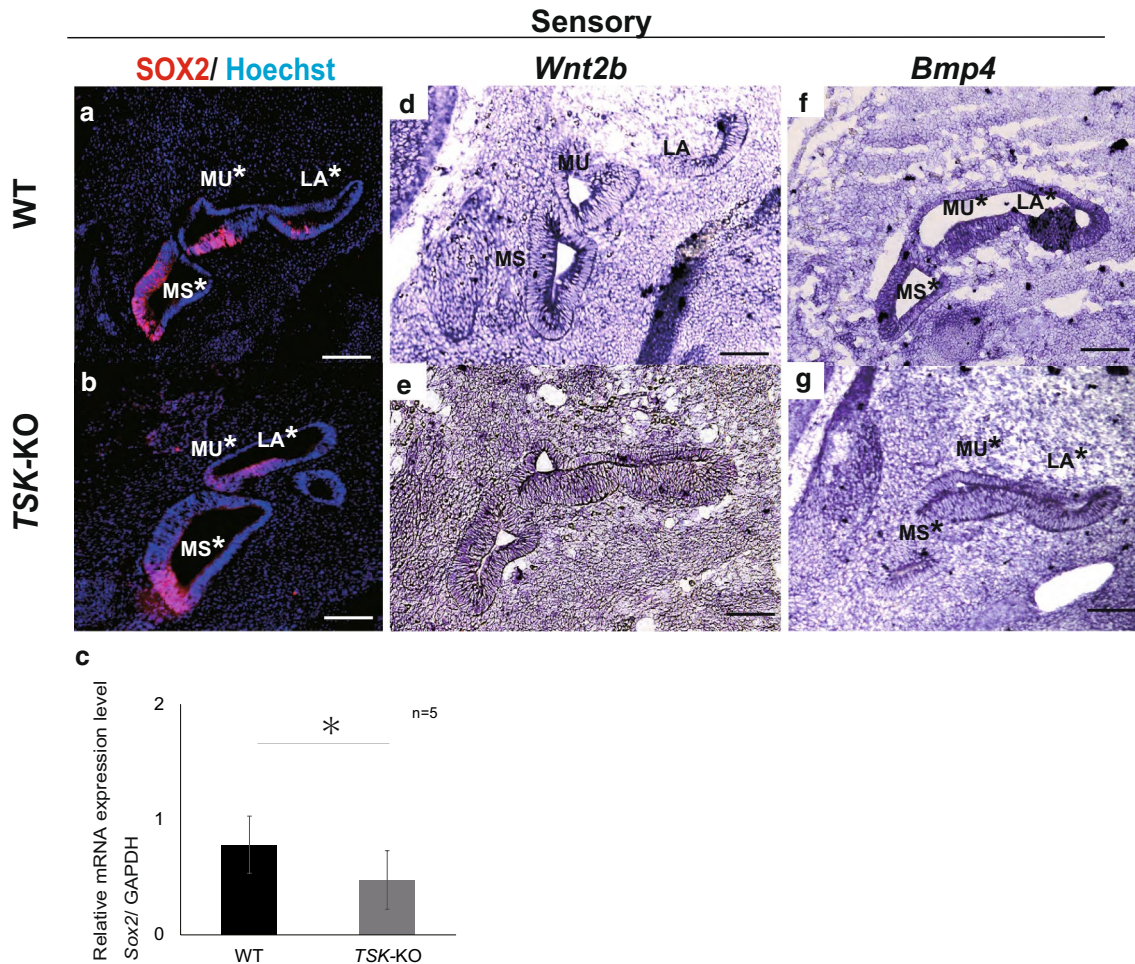 Sensory
SOX2/ Hoechst
Wnt2b
Bmp4
WT
TSK-KO
a
MU*
LA*
MS*
d
MU
LA
MS
f
MU*
LA*
MS*
b
MU*
LA*
MS*
e
g
MU*
LA*
MS*
c
Relative mRNA expression level
Sox2/ GAPDH
2
1
0
*
n=5
WT
TSK-KO